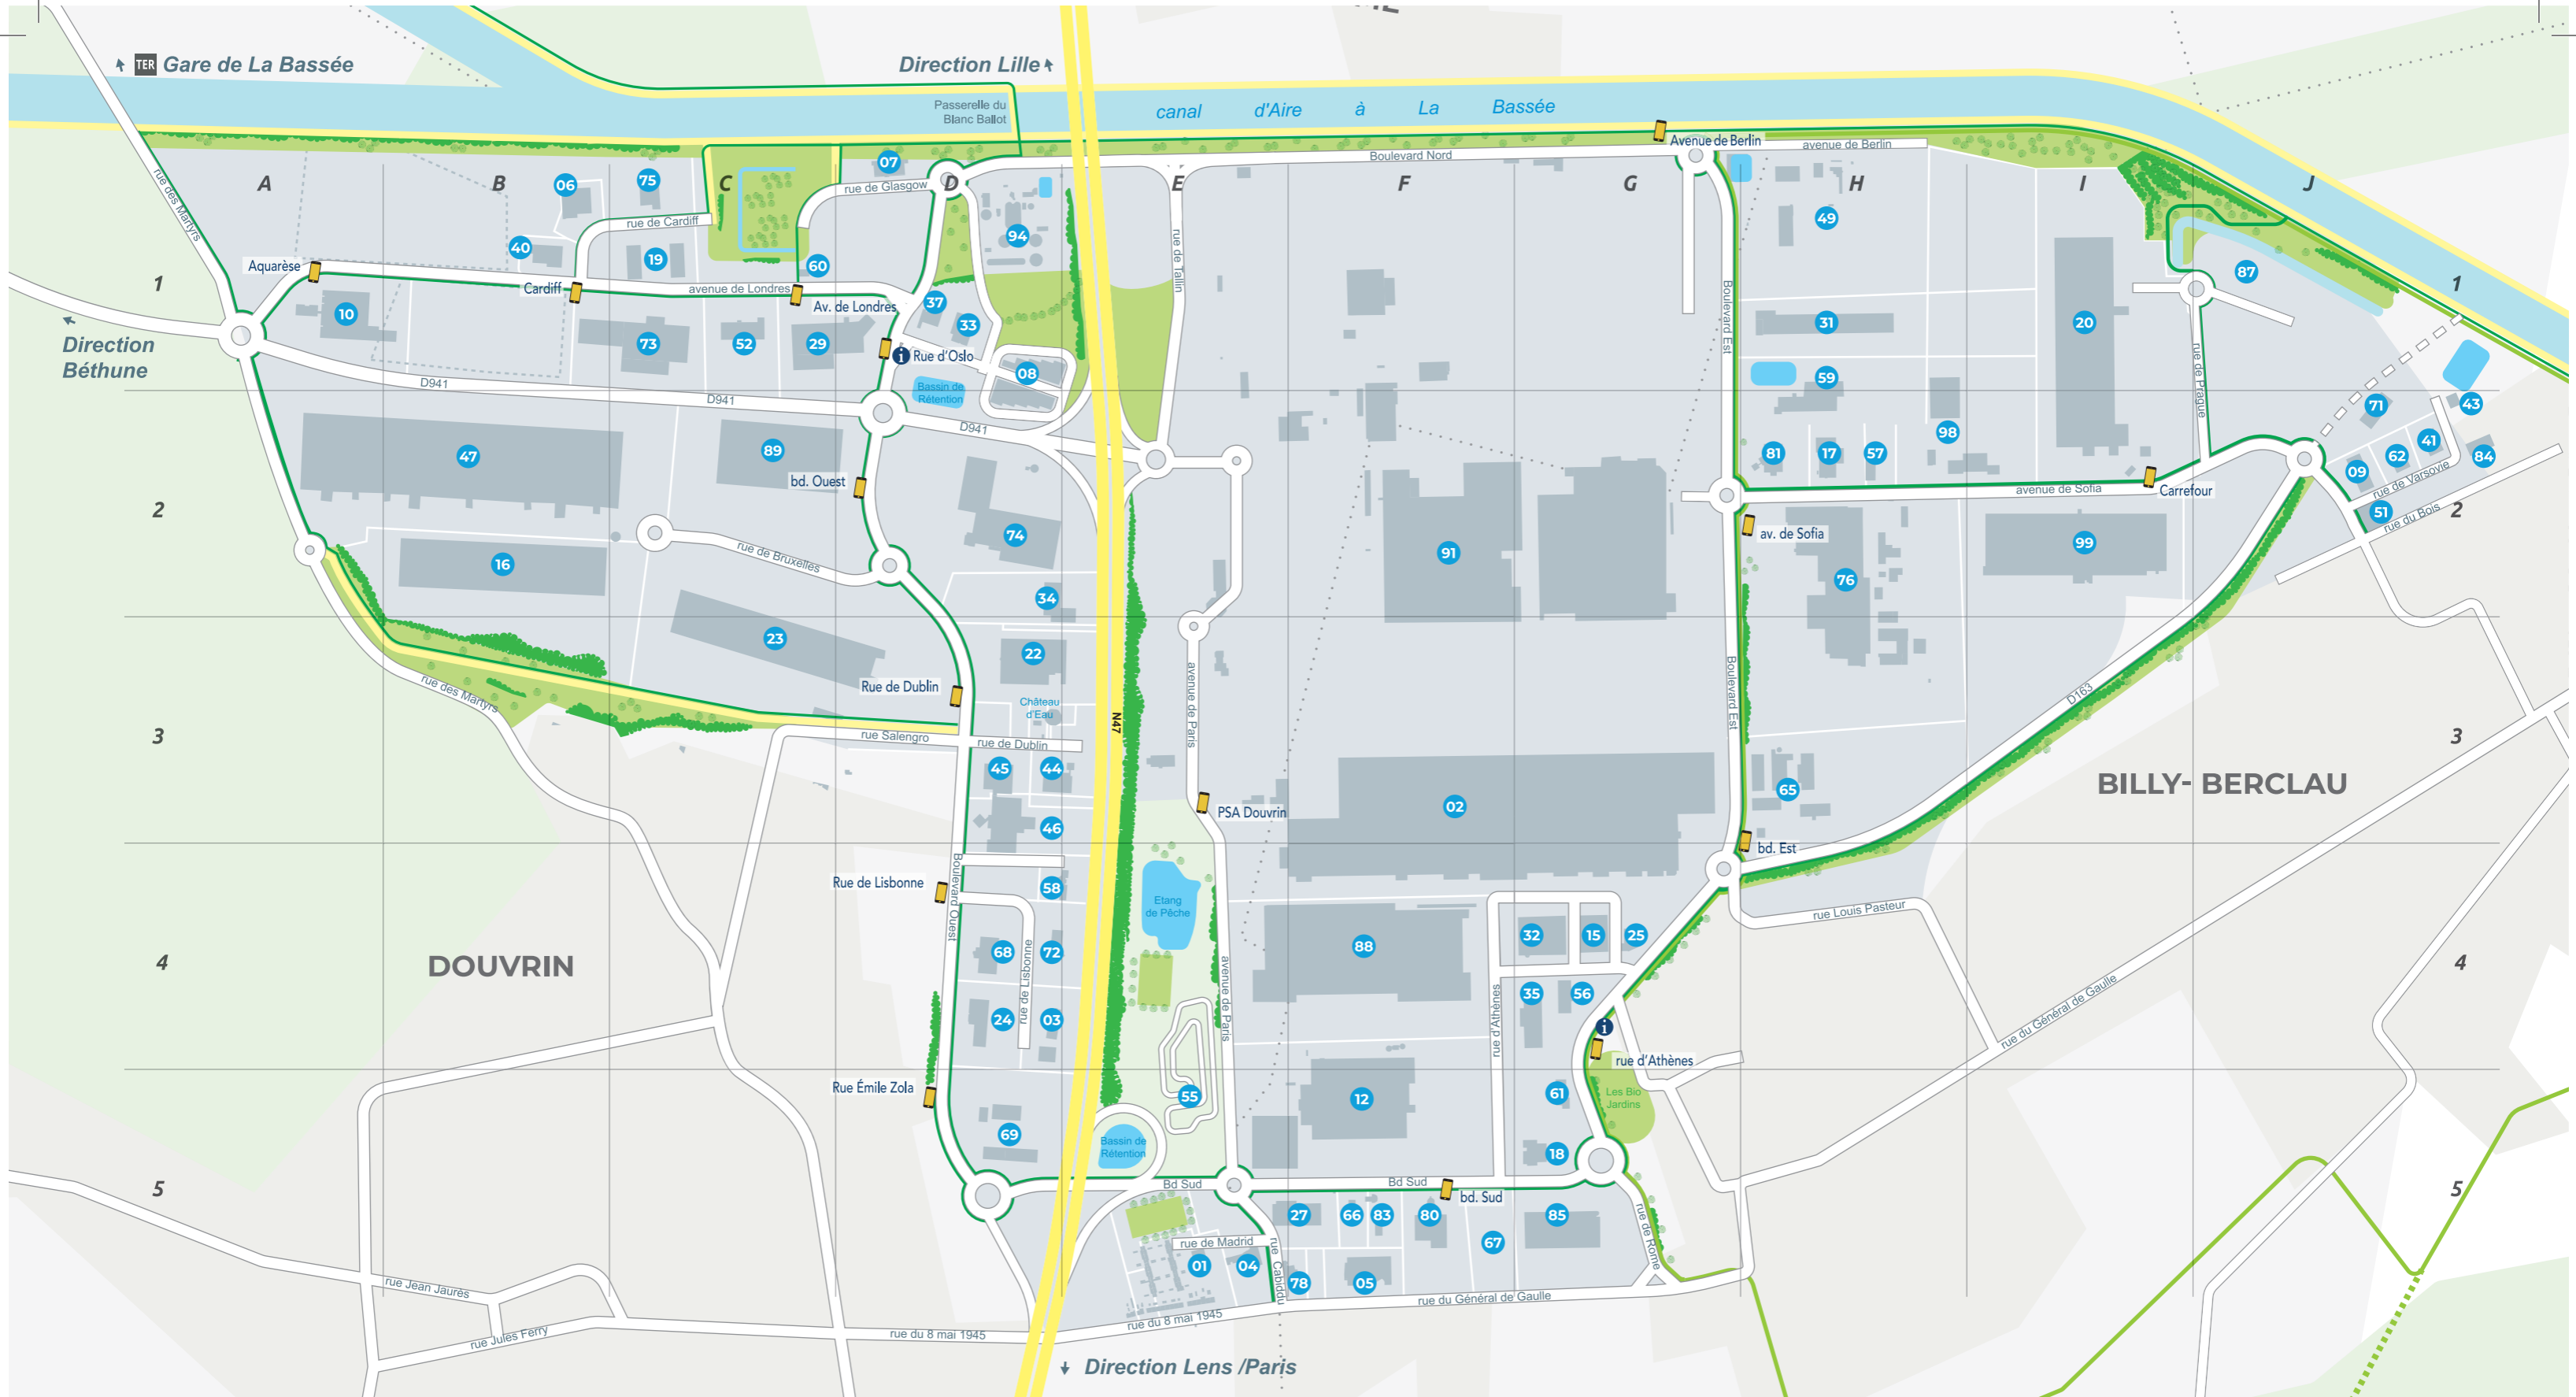 TER Gare de La Bassée
Direction Lille
Passerelle du
Blanc Ballot
canal d'Aire à La Bassée
Avenue de Berlin
avenue de Berlin
Boulevard Nord
rue des Martyrs
A
B
C
D
E
F
G
H
I
J
06
75
07
rue de Glasgow
rue de Cardiff
94
49
40
19
60
rue de Tallin
87
Aquarèse
Cardiff
avenue de Londres
Av. de Londres
1
1
10
37
33
31
20
Boulevard Est
Direction
Béthune
73
52
29
i
Rue d'Oslo
08
59
rue de Prague
D941
D941
Bassin de
Rétention
D941
71
43
47
89
81
17
57
98
41
62
09
84
bd. Ouest
avenue de Sofia
Carrefour
rue de Varsovie
51
rue du Bois
2
2
av. de Sofia
74
91
99
16
rue de Bruxelles
76
34
23
22
Rue de Dublin
rue des Martyrs
Château
d'Eau
N47
avenue de Paris
Boulevard Est
D163
3
3
rue Salengro
rue de Dublin
45
44
65
BILLY- BERCLAU
02
PSA Douvrin
46
bd. Est
Boulevard Ouest
Rue de Lisbonne
58
Etang
de Pêche
rue Louis Pasteur
32
15
25
88
4
4
DOUVRIN
68
72
rue de Lisbonne
avenue de Paris
35
56
rue d'Athènes
24
03
i
rue du Général de Gaulle
rue d'Athènes
Rue Émile Zola
55
12
61
Les Bio
Jardins
69
Bassin de
Rétention
18
5
5
Bd Sud
Bd Sud
bd. Sud
27
66
83
80
85
67
rue de Rome
rue de Madrid
rue Cabiddu
01
04
78
05
rue Jean Jaurès
rue du Général de Gaulle
rue Jules Ferry
rue du 8 mai 1945
rue du 8 mai 1945
Direction Lens /Paris